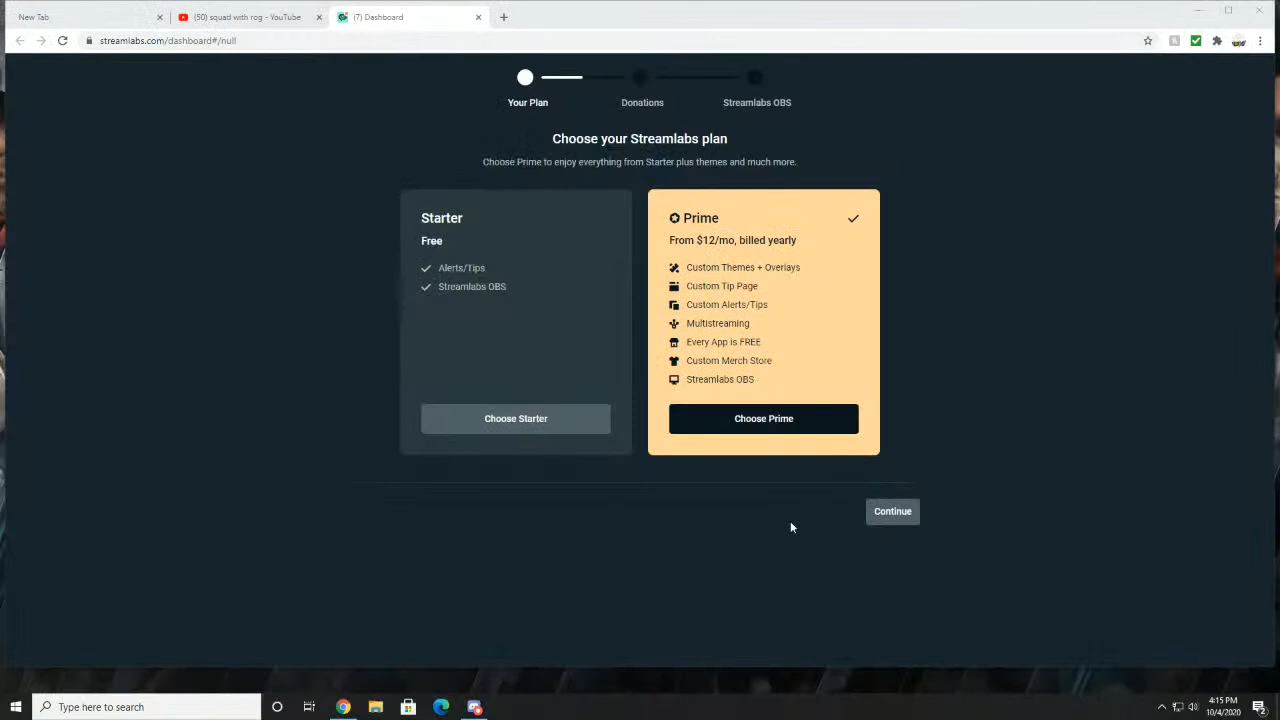 New Tab
(50) squad with rog - YouTube
(7) Dashboard
streamlabs.com/dashboard#/null
Your Plan
Donations
Streamlabs OBS
Choose your Streamlabs plan
Choose Prime to enjoy everything from Starter plus themes and much more.
Starter
Free
Alerts/Tips
Streamlabs OBS
Choose Starter
Prime
From $12/mo, billed yearly
Custom Themes + Overlays
Custom Tip Page
Custom Alerts/Tips
Multistreaming
Every App is FREE
Custom Merch Store
Streamlabs OBS
Choose Prime
Continue
Type here to search
4:15 PM
10/4/2020
2